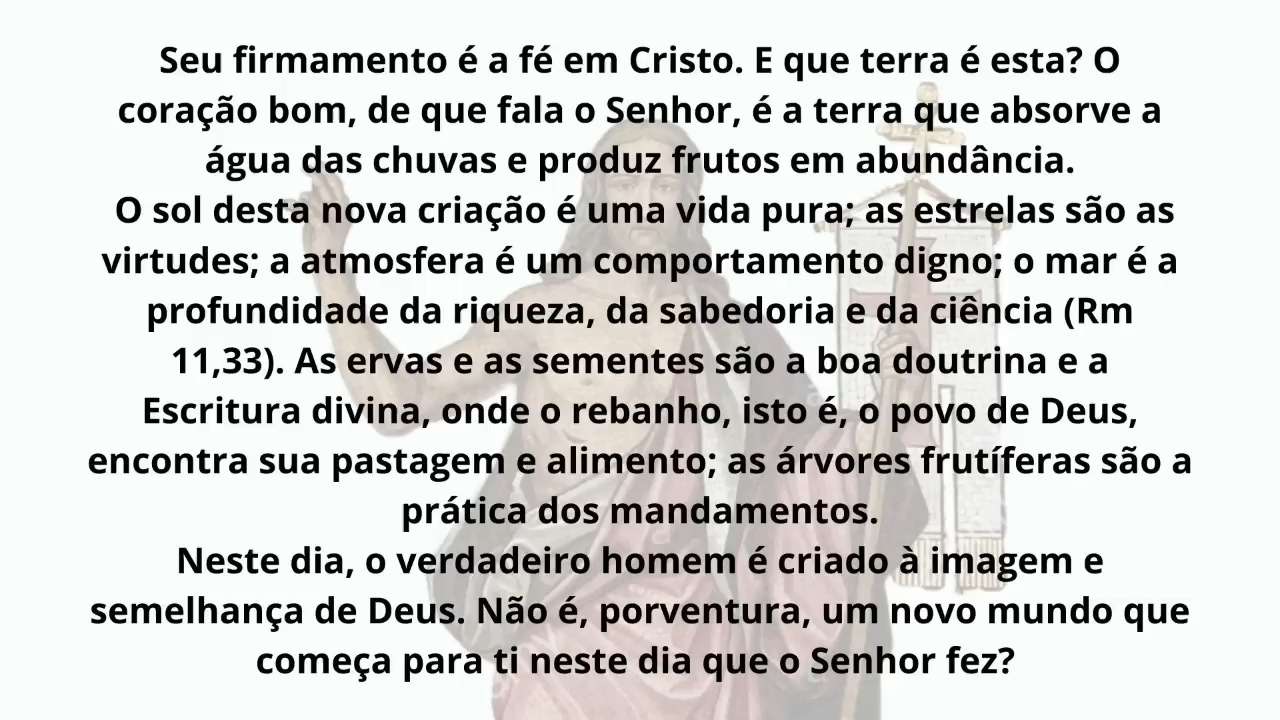 Seu firmamento é a fé em Cristo. E que terra é esta? O
coração bom, de que fala o Senhor, é a terra que absorve a
água das chuvas e produz frutos em abundância.
O sol desta nova criação é uma vida pura; as estrelas são as
virtudes; a atmosfera é um comportamento digno; o mar é a
profundidade da riqueza, da sabedoria e da ciência (Rm
11,33). As ervas e as sementes são a boa doutrina e a
Escritura divina, onde o rebanho, isto é, o povo de Deus,
encontra sua pastagem e alimento; as árvores frutíferas são a
prática dos mandamentos.
Neste dia, o verdadeiro homem é criado à imagem e
semelhança de Deus. Não é, porventura, um novo mundo que
começa para ti neste dia que o Senhor fez?